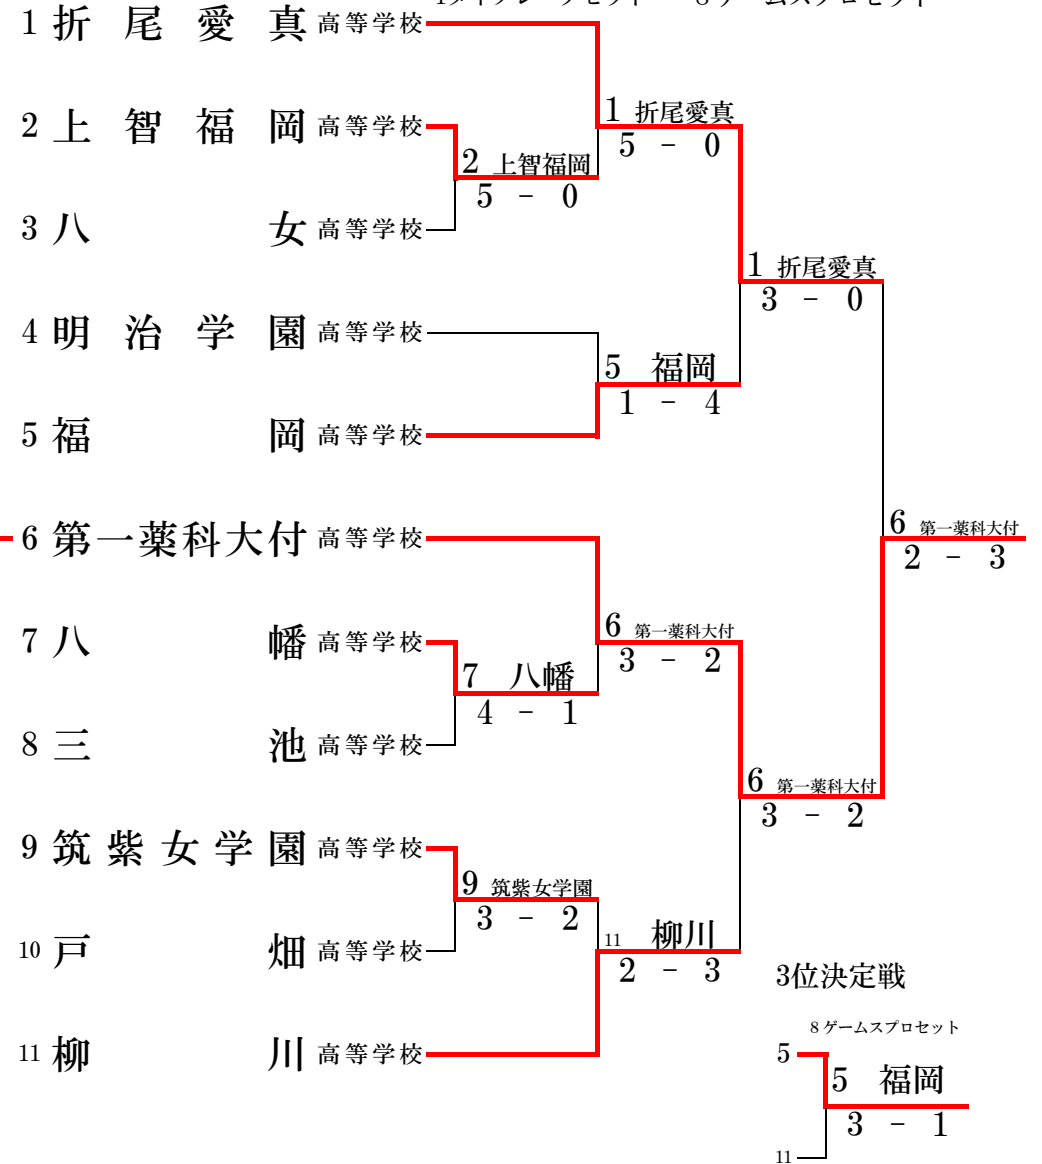 1 折尾愛真 高等学校
2 上智福岡 高等学校
3 八女 高等学校
4 明治学園 高等学校
5 福岡 高等学校
6 第一薬科大付 高等学校
7 八幡 高等学校
8 三池 高等学校
9 筑紫女学園 高等学校
10 戸畑 高等学校
11 柳川 高等学校
2 上智福岡
5 - 0
7 八幡
4 - 1
9 筑紫女学園
3 - 2
1 折尾愛真
5 - 0
5 福岡
1 - 4
6 第一薬科大付
3 - 2
11 柳川
2 - 3
1 折尾愛真
3 - 0
6 第一薬科大付
3 - 2
6 第一薬科大付
2 - 3
3位決定戦
8ゲームスプロセット
5
5 福岡
3 - 1
11